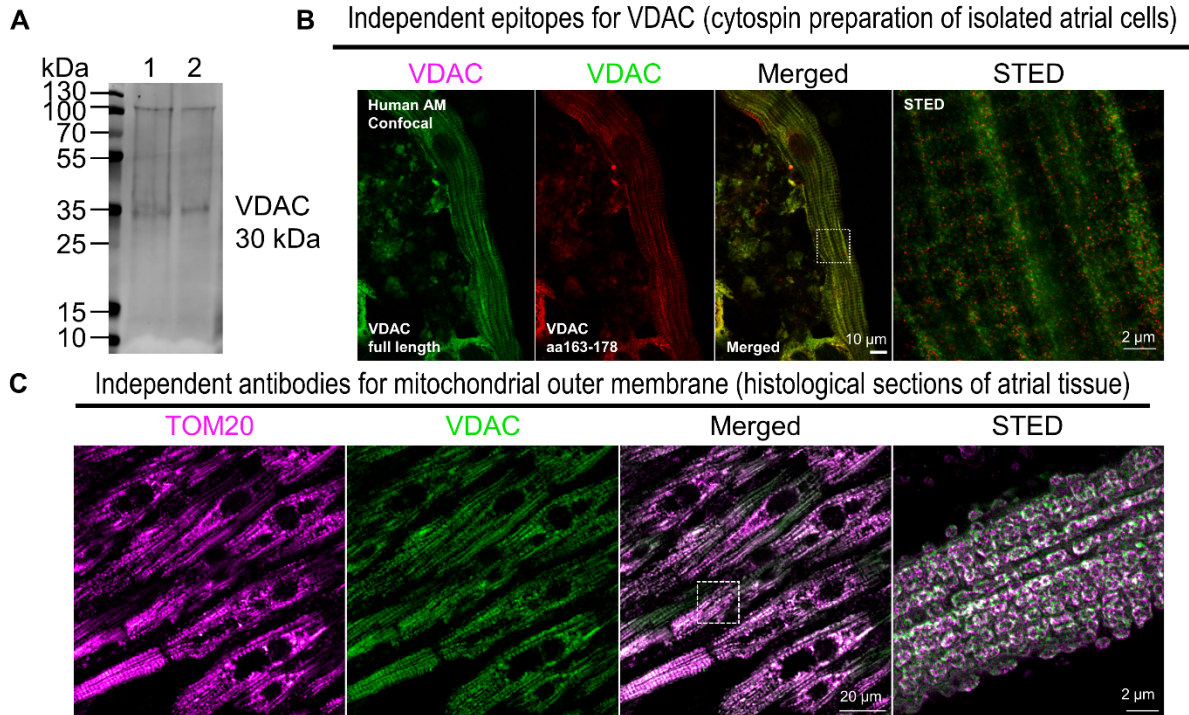 A
kDa 1 2
130
100
70
55
35
25
15
10
VDAC
30 kDa
B
Independent epitopes for VDAC (cytospin preparation of isolated atrial cells)
VDAC VDAC Merged STED
Human AM
Confocal
VDAC
full length
VDAC
aa163-178
Merged
10 µm
STED
2 µm
C
Independent antibodies for mitochondrial outer membrane (histological sections of atrial tissue)
TOM20 VDAC Merged STED
20 µm
2 µm